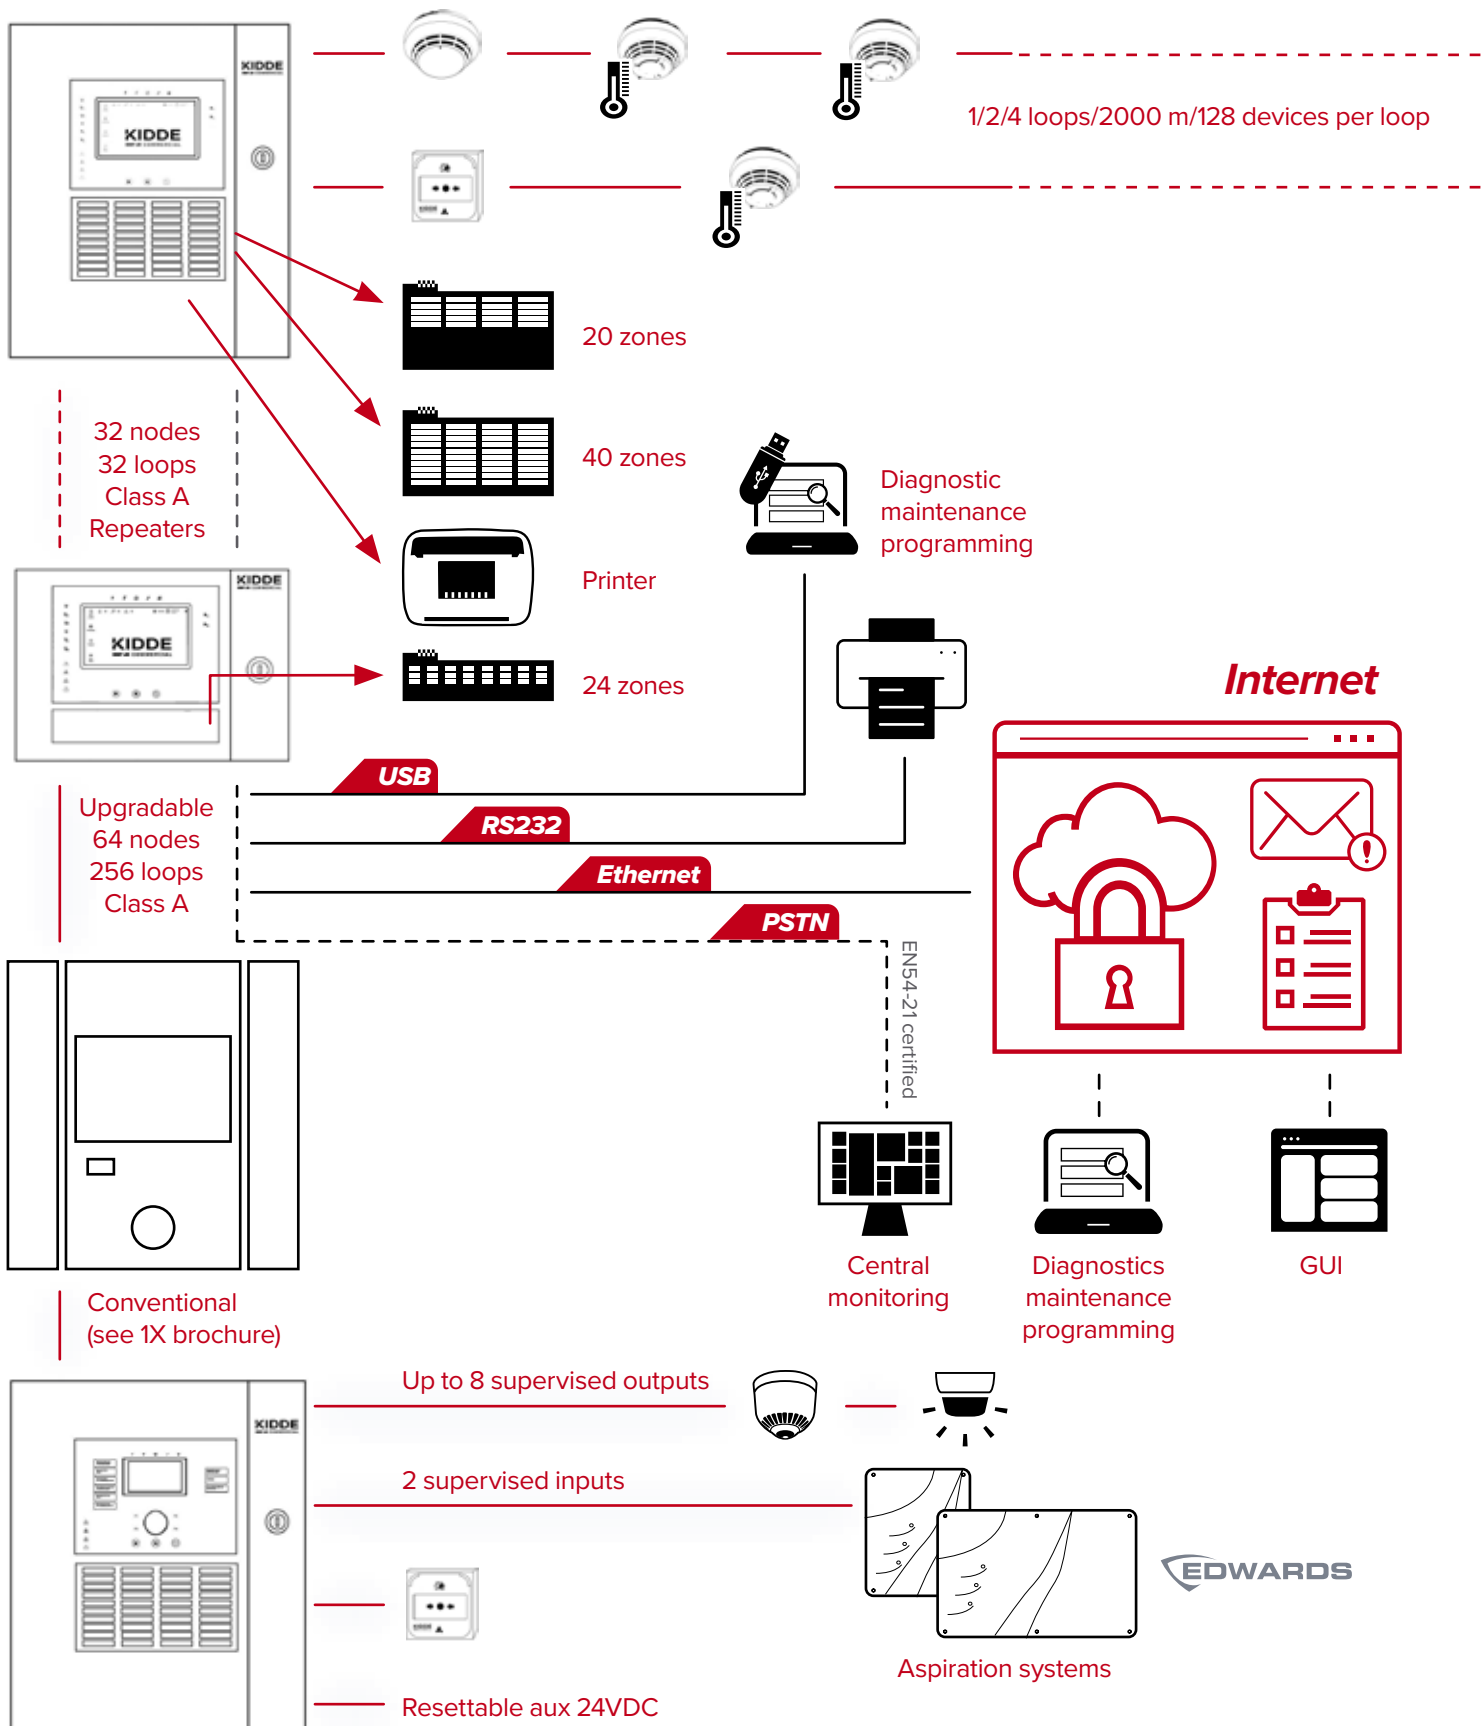 KIDDE
KIDDE
1/2/4 loops/2000 m/128 devices per loop
20 zones
32 nodes
32 loops
Class A
Repeaters
40 zones
Diagnostic
maintenance
programming
Printer
KIDDE
KIDDE
24 zones
Internet
USB
Upgradable
64 nodes
256 loops
Class A
RS232
Ethernet
PSTN
EN54-21 certified
Central
monitoring
Diagnostics
maintenance
programming
GUI
Conventional
(see 1X brochure)
Up to 8 supervised outputs
KIDDE
2 supervised inputs
EDWARDS
Aspiration systems
Resettable aux 24VDC